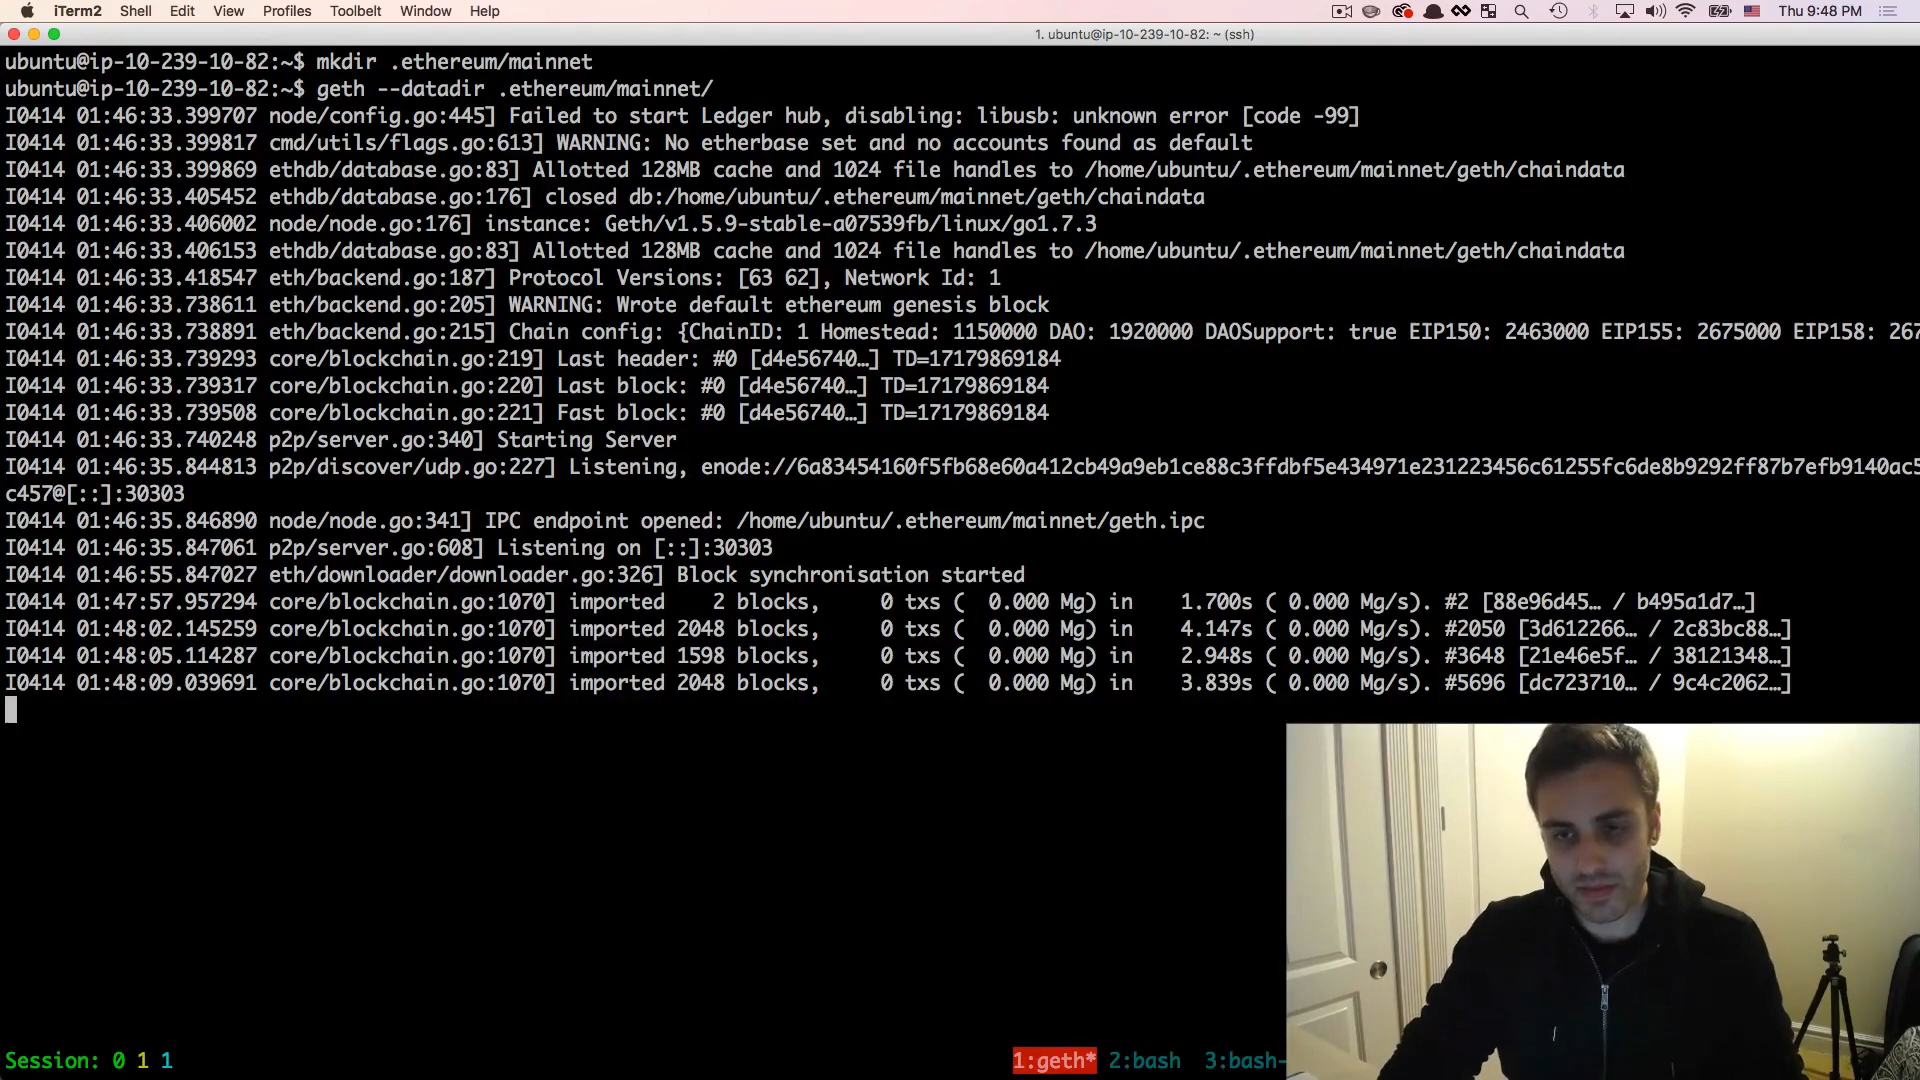 iTerm2 Shell Edit View Profiles Toolbelt Window Help Thu 9:48 PM
1. ubuntu@ip-10-239-10-82: ~ (ssh)
ubuntu@ip-10-239-10-82:~$ mkdir .ethereum/mainnet
ubuntu@ip-10-239-10-82:~$ geth --datadir .ethereum/mainnet/
I0414 01:46:33.399707 node/config.go:445] Failed to start Ledger hub, disabling: libusb: unknown error [code -99]
I0414 01:46:33.399817 cmd/utils/flags.go:613] WARNING: No etherbase set and no accounts found as default
I0414 01:46:33.399869 ethdb/database.go:83] Allotted 128MB cache and 1024 file handles to /home/ubuntu/.ethereum/mainnet/geth/chaindata
I0414 01:46:33.405452 ethdb/database.go:176] closed db:/home/ubuntu/.ethereum/mainnet/geth/chaindata
I0414 01:46:33.406002 node/node.go:176] instance: Geth/v1.5.9-stable-a07539fb/linux/go1.7.3
I0414 01:46:33.406153 ethdb/database.go:83] Allotted 128MB cache and 1024 file handles to /home/ubuntu/.ethereum/mainnet/geth/chaindata
I0414 01:46:33.418547 eth/backend.go:187] Protocol Versions: [63 62], Network Id: 1
I0414 01:46:33.738611 eth/backend.go:205] WARNING: Wrote default ethereum genesis block
I0414 01:46:33.738891 eth/backend.go:215] Chain config: {ChainID: 1 Homestead: 1150000 DAO: 1920000 DAOSupport: true EIP150: 2463000 EIP155: 2675000 EIP158: 267
I0414 01:46:33.739293 core/blockchain.go:219] Last header: #0 [d4e56740…] TD=17179869184
I0414 01:46:33.739317 core/blockchain.go:220] Last block: #0 [d4e56740…] TD=17179869184
I0414 01:46:33.739508 core/blockchain.go:221] Fast block: #0 [d4e56740…] TD=17179869184
I0414 01:46:33.740248 p2p/server.go:340] Starting Server
I0414 01:46:35.844813 p2p/discover/udp.go:227] Listening, enode://6a83454160f5fb68e60a412cb49a9eb1ce88c3ffdbf5e434971e231223456c61255fc6de8b9292ff87b7efb9140ac5
c457@[::]:30303
I0414 01:46:35.846890 node/node.go:341] IPC endpoint opened: /home/ubuntu/.ethereum/mainnet/geth.ipc
I0414 01:46:35.847061 p2p/server.go:608] Listening on [::]:30303
I0414 01:46:55.847027 eth/downloader/downloader.go:326] Block synchronisation started
I0414 01:47:57.957294 core/blockchain.go:1070] imported 2 blocks, 0 txs ( 0.000 Mg) in 1.700s ( 0.000 Mg/s). #2 [88e96d45… / b495a1d7…]
I0414 01:48:02.145259 core/blockchain.go:1070] imported 2048 blocks, 0 txs ( 0.000 Mg) in 4.147s ( 0.000 Mg/s). #2050 [3d612266… / 2c83bc88…]
I0414 01:48:05.114287 core/blockchain.go:1070] imported 1598 blocks, 0 txs ( 0.000 Mg) in 2.948s ( 0.000 Mg/s). #3648 [21e46e5f… / 38121348…]
I0414 01:48:09.039691 core/blockchain.go:1070] imported 2048 blocks, 0 txs ( 0.000 Mg) in 3.839s ( 0.000 Mg/s). #5696 [dc723710… / 9c4c2062…]
Session: 0 1 1 1:geth* 2:bash 3:bash-